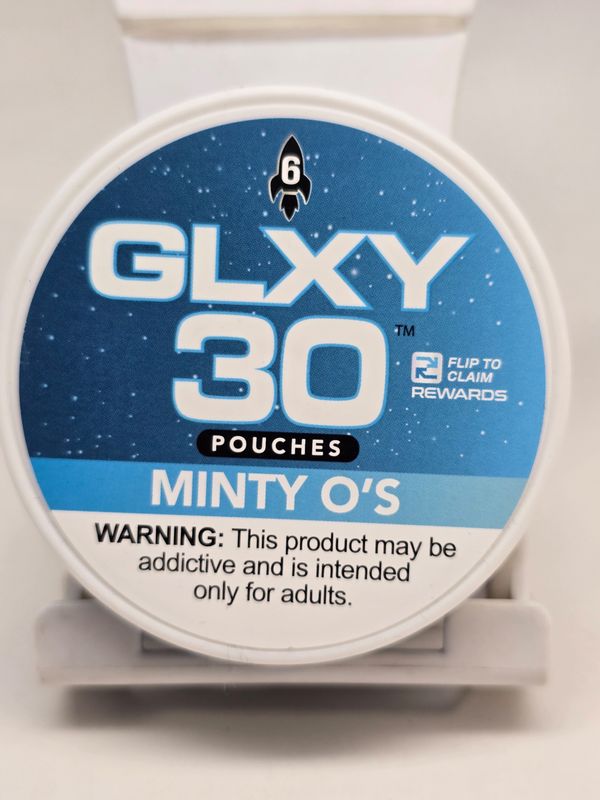 6
GLXY
30™
FLIP TO
CLAIM
REWARDS
POUCHES
MINTY O'S
WARNING: This product may be
addictive and is intended
only for adults.